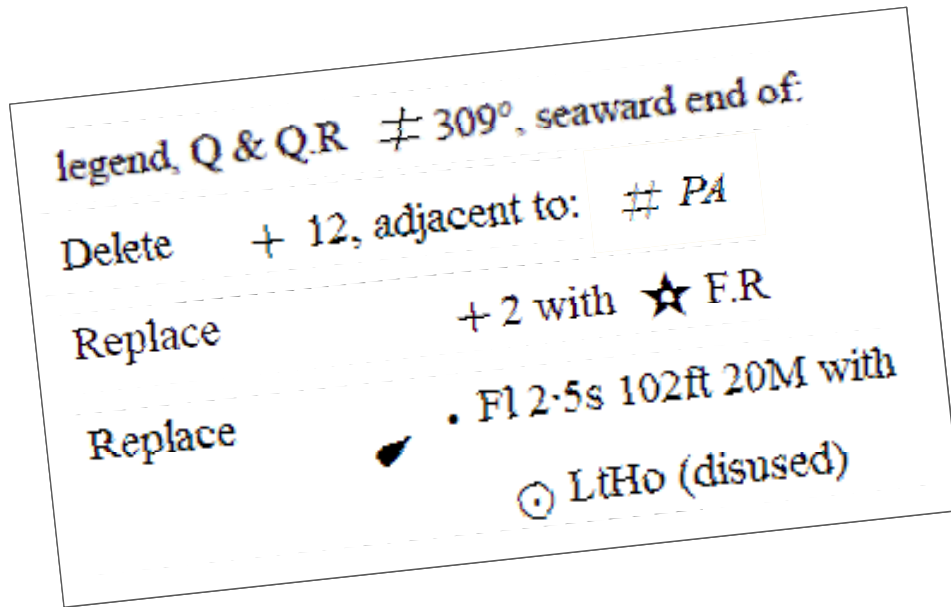 legend, Q & Q.R ≠ 309°, seaward end of:
Delete + 12, adjacent to: # PA
Replace + 2 with ☆ F.R
Replace • Fl 2·5s 102ft 20M with
⊙ LtHo (disused)